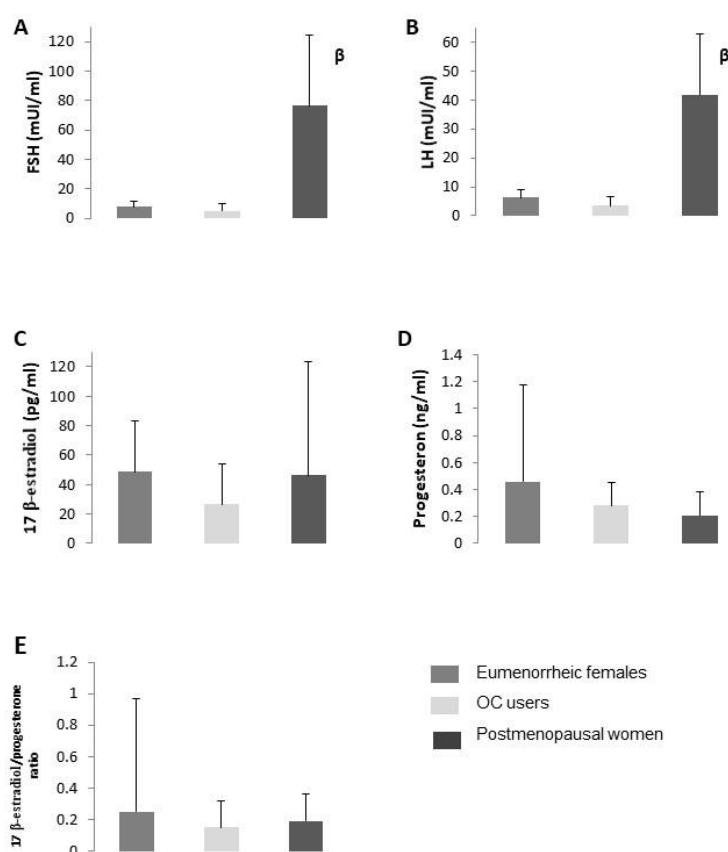 A
FSH (mUI/ml)
120
100
80
60
40
20
0
β
B
LH (mUI/ml)
60
50
40
30
20
10
0
β
C
17 β-estradiol (pg/ml)
120
100
80
60
40
20
0
D
Progesteron (ng/ml)
1.4
1.2
1
0.8
0.6
0.4
0.2
0
E
17 β-estradiol/progesterone
ratio
1.2
1
0.8
0.6
0.4
0.2
0
Eumenorrheic females
OC users
Postmenopausal women